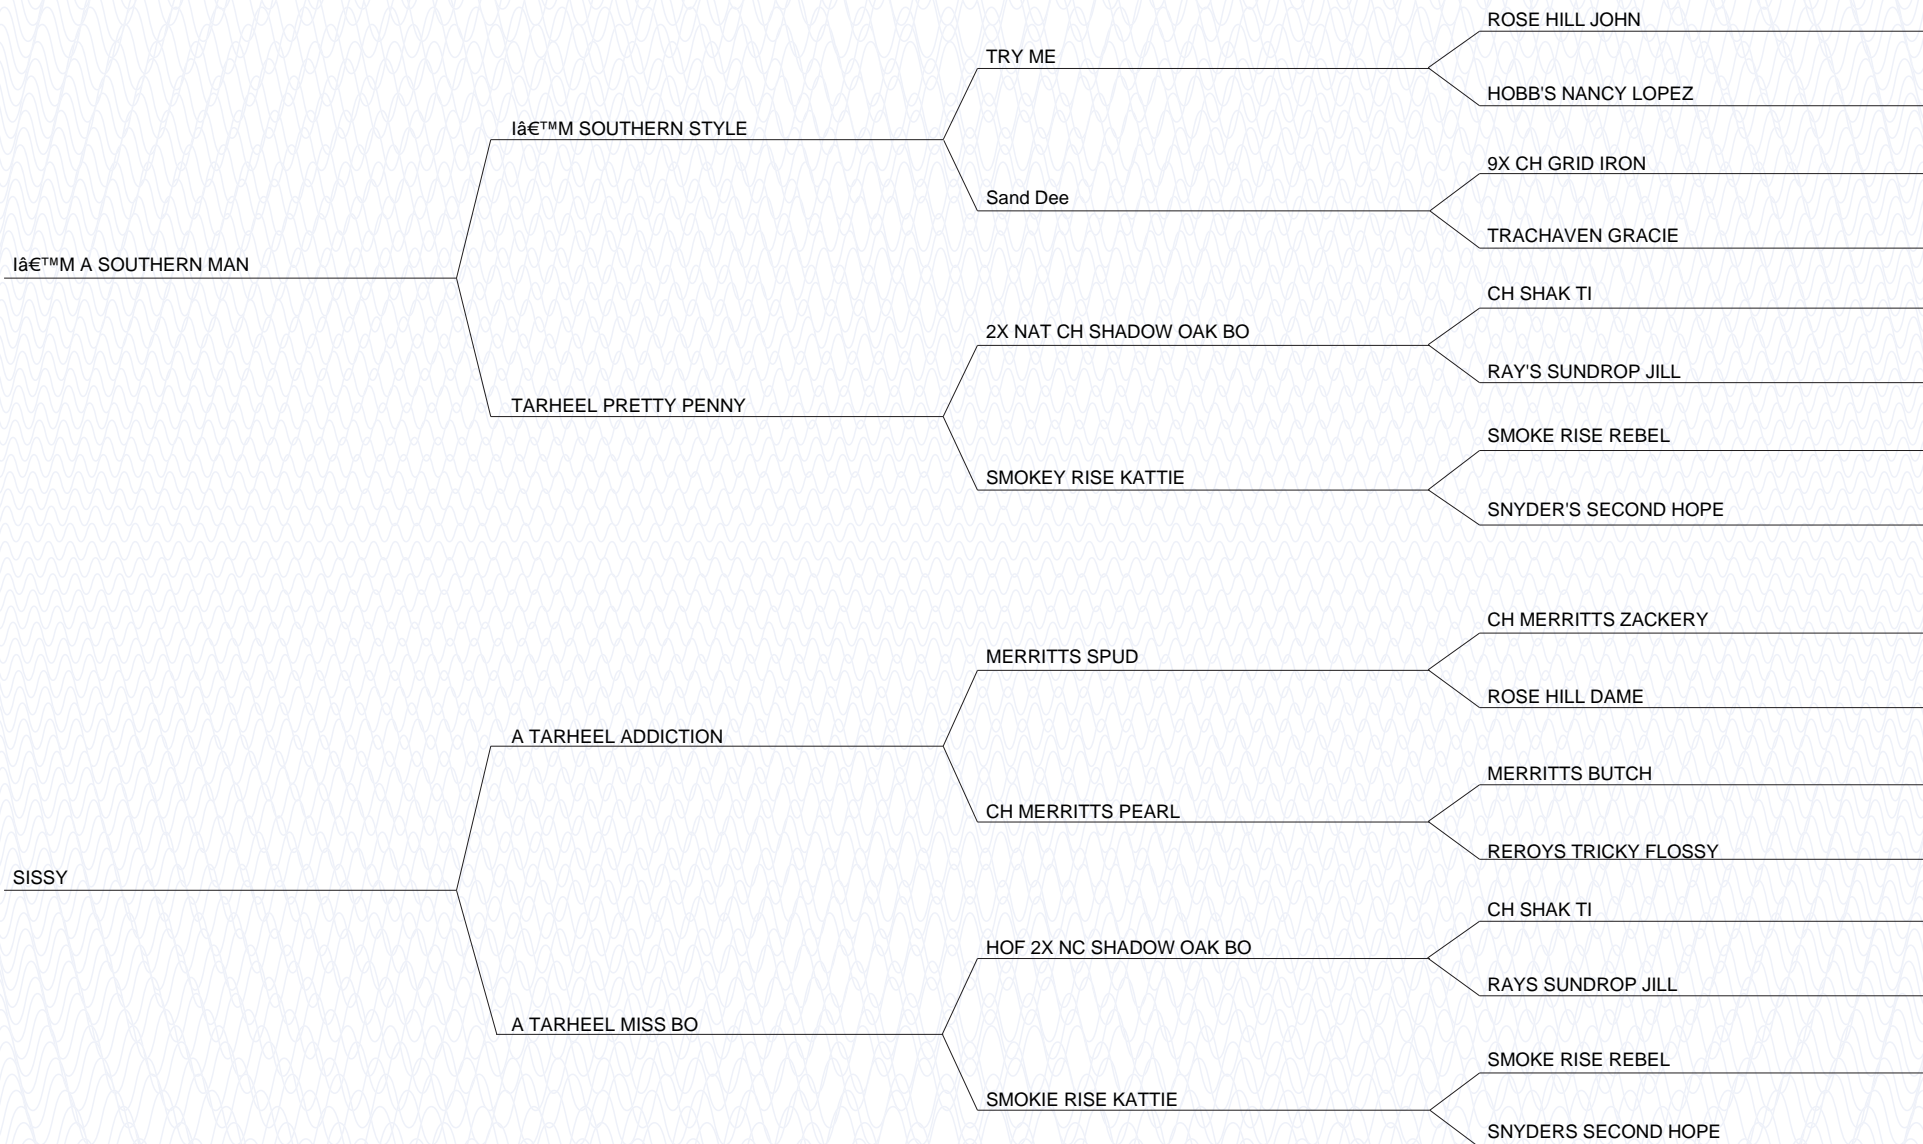 ROSE HILL JOHN
TRY ME
HOBB'S NANCY LOPEZ
Iâ€™M SOUTHERN STYLE
9X CH GRID IRON
Sand Dee
TRACHAVEN GRACIE
Iâ€™M A SOUTHERN MAN
CH SHAK TI
2X NAT CH SHADOW OAK BO
RAY'S SUNDROP JILL
TARHEEL PRETTY PENNY
SMOKE RISE REBEL
SMOKEY RISE KATTIE
SNYDER'S SECOND HOPE
CH MERRITTS ZACKERY
MERRITTS SPUD
ROSE HILL DAME
A TARHEEL ADDICTION
MERRITTS BUTCH
CH MERRITTS PEARL
REROYS TRICKY FLOSSY
SISSY
CH SHAK TI
HOF 2X NC SHADOW OAK BO
RAYS SUNDROP JILL
A TARHEEL MISS BO
SMOKE RISE REBEL
SMOKIE RISE KATTIE
SNYDERS SECOND HOPE